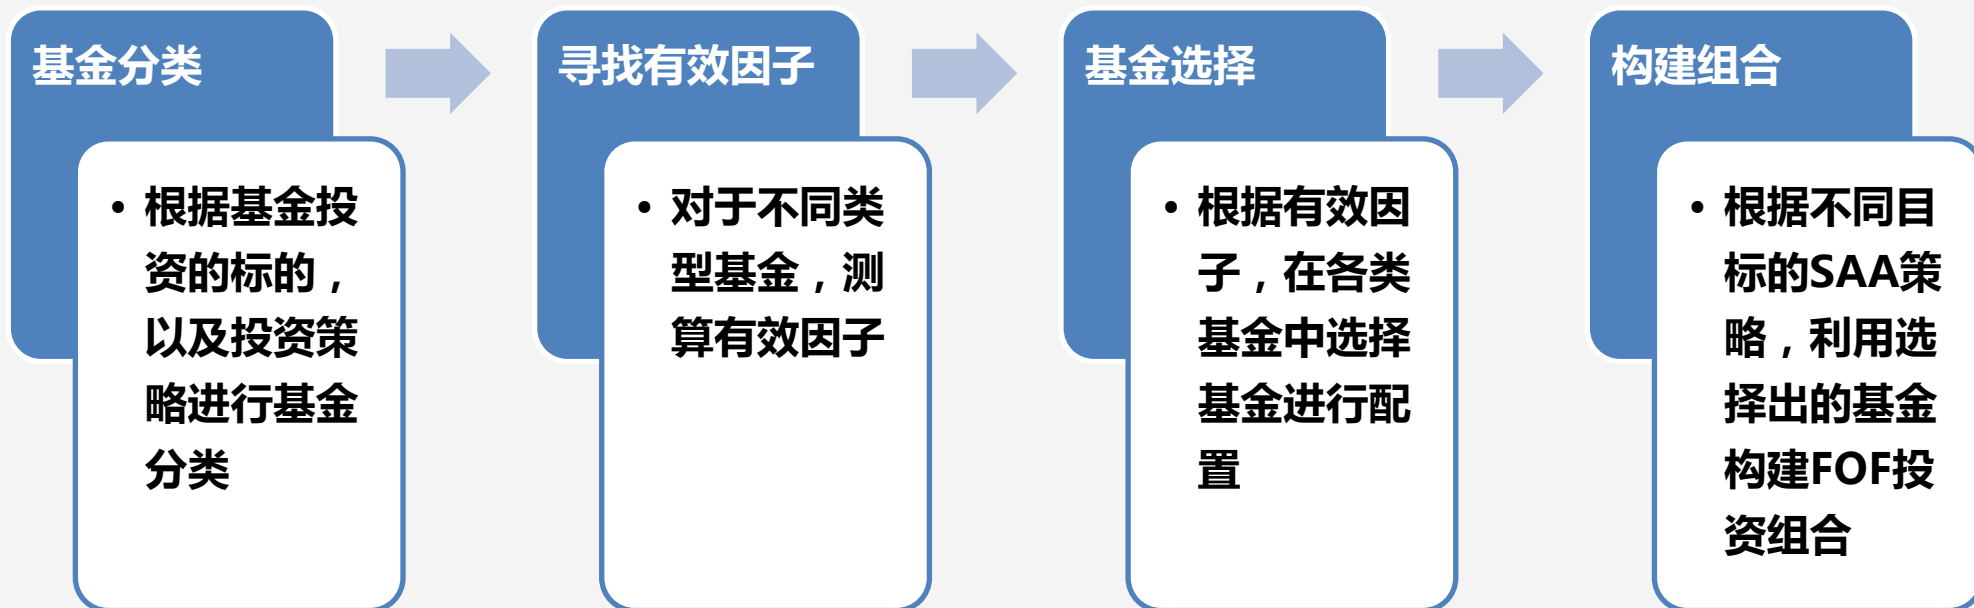 基金分类
• 根据基金投
资的标的，
以及投资策
略进行基金
分类
寻找有效因子
• 对于不同类
型基金，测
算有效因子
基金选择
• 根据有效因
子，在各类
基金中选择
基金进行配
置
构建组合
• 根据不同目
标的SAA策
略，利用选
择出的基金
构建FOF投
资组合